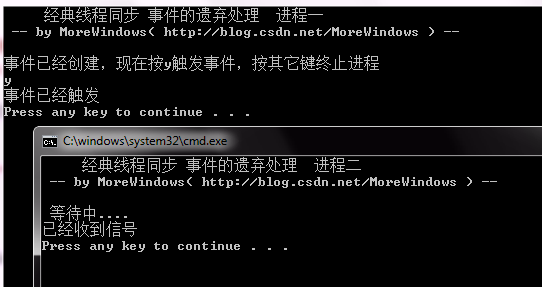 经典线程同步 事件的遗弃处理  进程一
-- by MoreWindows( http://blog.csdn.net/MoreWindows ) --
事件已经创建，现在按y触发事件，按其它键终止进程
y
事件已经触发
Press any key to continue . . .
C:\windows\system32\cmd.exe
经典线程同步 事件的遗弃处理  进程二
-- by MoreWindows( http://blog.csdn.net/MoreWindows ) --
等待中....
已经收到信号
Press any key to continue . . .